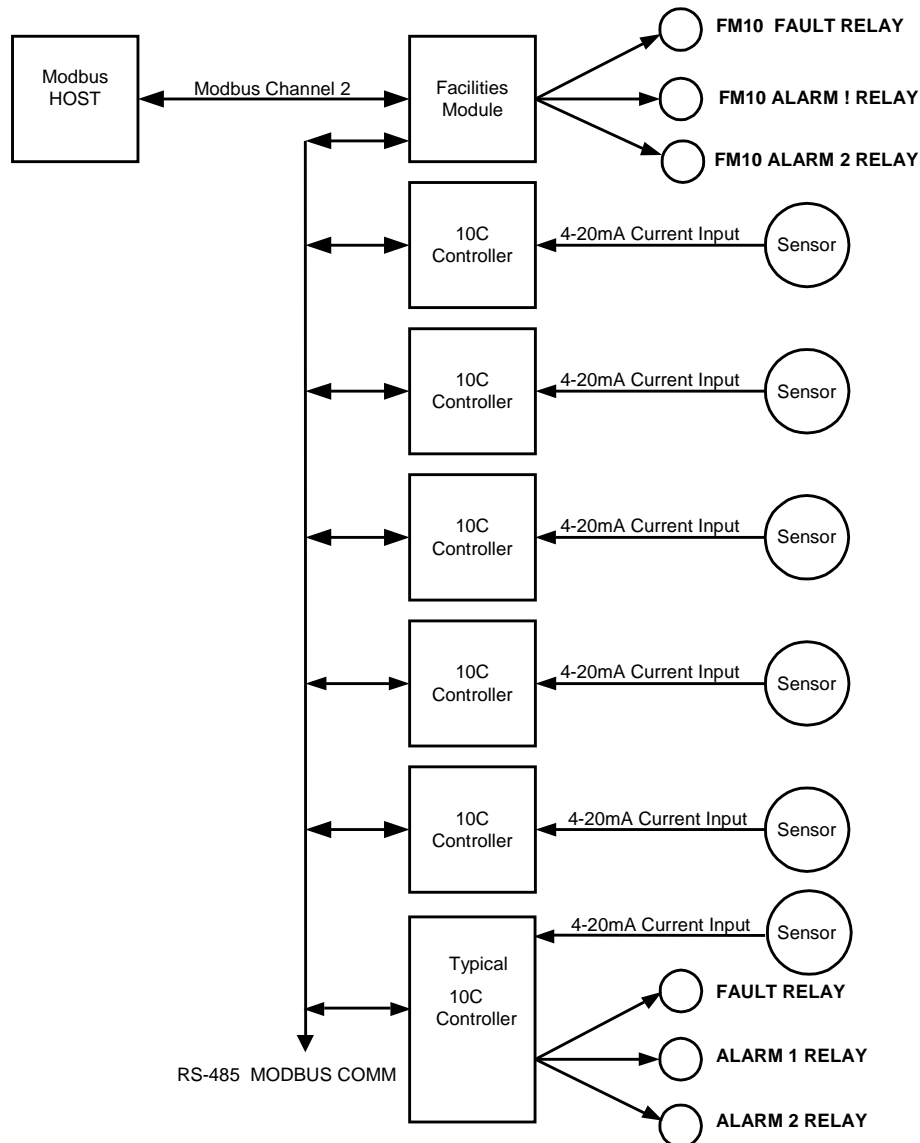 FM10  FAULT RELAY
Modbus
HOST
Modbus Channel 2
Facilities
Module
FM10 ALARM ! RELAY
FM10 ALARM 2 RELAY
10C
Controller
4-20mA Current Input
Sensor
10C
Controller
4-20mA Current Input
Sensor
10C
Controller
4-20mA Current Input
Sensor
10C
Controller
4-20mA Current Input
Sensor
10C
Controller
4-20mA Current Input
Sensor
4-20mA Current Input
Sensor
Typical
10C
Controller
FAULT RELAY
ALARM 1 RELAY
RS-485  MODBUS COMM
ALARM 2 RELAY